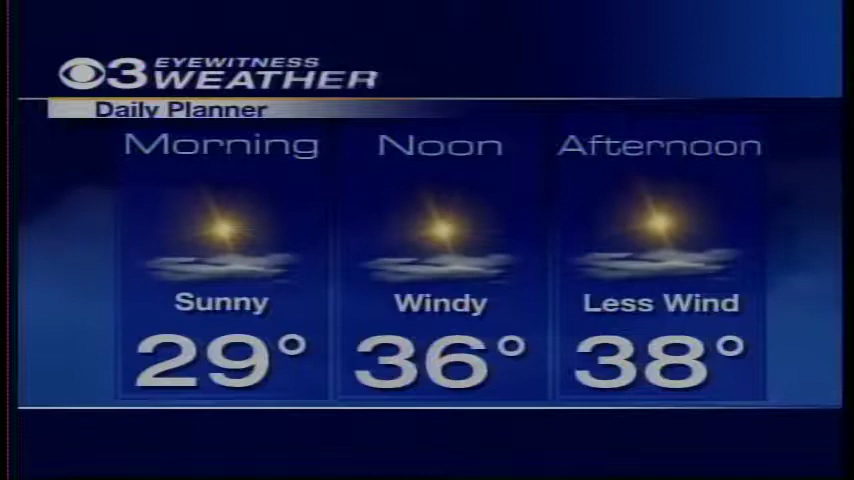 3 EYEWITNESS
WEATHER
Daily Planner
Morning Noon Afternoon
Sunny Windy Less Wind
29° 36° 38°